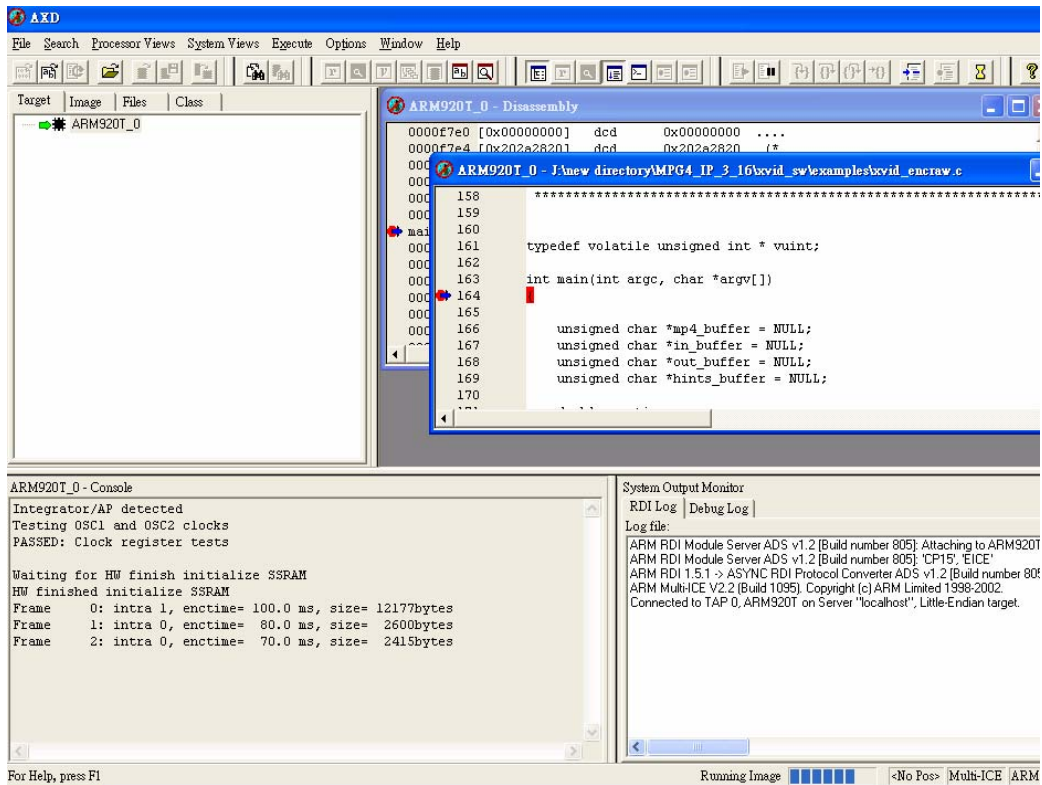 AXD
File Search Processor Views System Views Execute Options Window Help
Target Image Files Class
ARM920T_0
ARM920T_0 - Disassembly
0000f7e0 [0x00000000] dcd 0x00000000 ....
0000f7e4 [0x202a2820] dcd 0x202a2820 (*
ARM920T_0 - J:\new directory\MPG4_IP_3_16\xvid_sw\examples\xvid_encraw.c
158
159
160
161 typedef volatile unsigned int * vuint;
162
163 int main(int argc, char *argv[])
164 {
165
166 unsigned char *mp4_buffer = NULL;
167 unsigned char *in_buffer = NULL;
168 unsigned char *out_buffer = NULL;
169 unsigned char *hints_buffer = NULL;
170
ARM920T_0 - Console
Integrator/AP detected
Testing OSC1 and OSC2 clocks
PASSED: Clock register tests
Waiting for HW finish initialize SSRAM
HW finished initialize SSRAM
Frame 0: intra 1, enctime= 100.0 ms, size= 12177bytes
Frame 1: intra 0, enctime= 80.0 ms, size= 2600bytes
Frame 2: intra 0, enctime= 70.0 ms, size= 2415bytes
System Output Monitor
RDI Log Debug Log
Log file:
ARM RDI Module Server ADS v1.2 [Build number 805]: Attaching to ARM920T
ARM RDI Module Server ADS v1.2 [Build number 805]: 'CP15', 'EICE'
ARM RDI 1.5.1 -> ASYNC RDI Protocol Converter ADS v1.2 [Build number 805
ARM Multi-ICE V2.2 (Build 1095). Copyright (c) ARM Limited 1998-2002.
Connected to TAP 0, ARM920T on Server "localhost", Little-Endian target.
For Help, press F1
Running Image <No Pos> Multi-ICE ARM